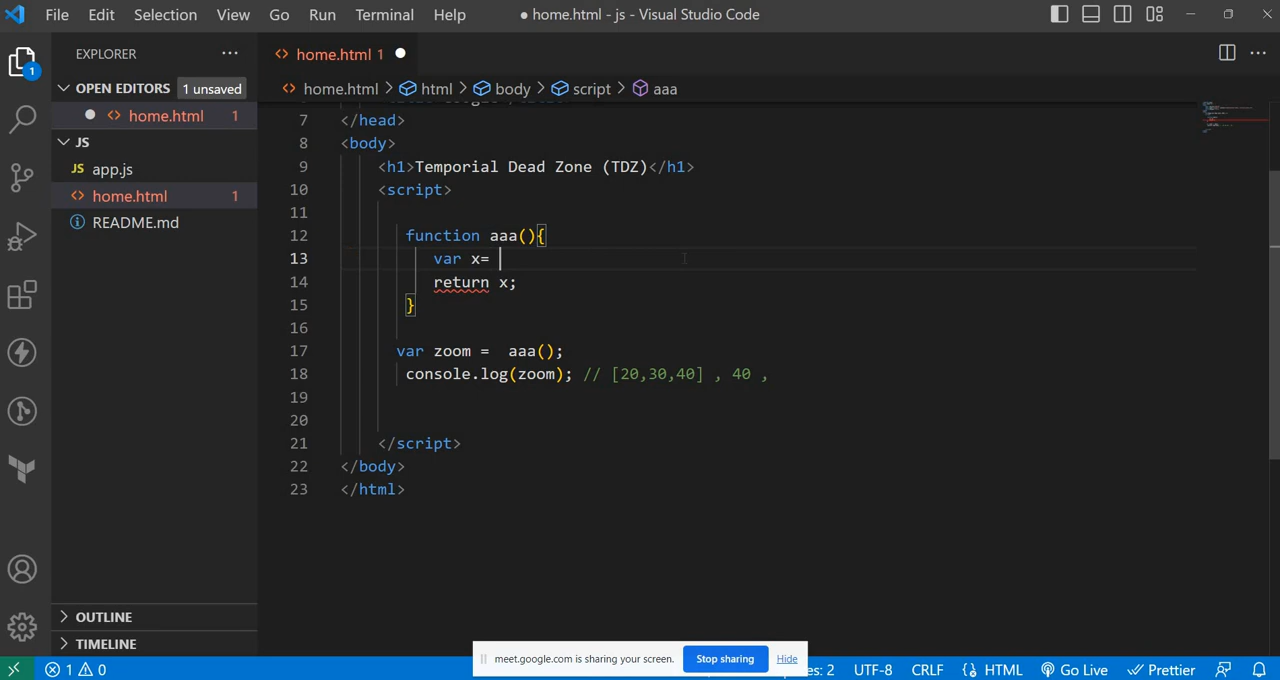 File Edit Selection View Go Run Terminal Help ● home.html - js - Visual Studio Code
EXPLORER ...
<> home.html 1 ●
OPEN EDITORS 1 unsaved
<> home.html > html > body > script > aaa
● <> home.html 1
JS
JS app.js
<> home.html 1
README.md
OUTLINE
TIMELINE
7 </head>
8 <body>
9 <h1>Temporial Dead Zone (TDZ)</h1>
10 <script>
11
12 function aaa(){
13 var x=
14 return x;
15 }
16
17 var zoom =  aaa();
18 console.log(zoom); // [20,30,40] , 40 ,
19
20
21 </script>
22 </body>
23 </html>
meet.google.com is sharing your screen. Stop sharing Hide
1 0 es: 2 UTF-8 CRLF HTML Go Live Prettier